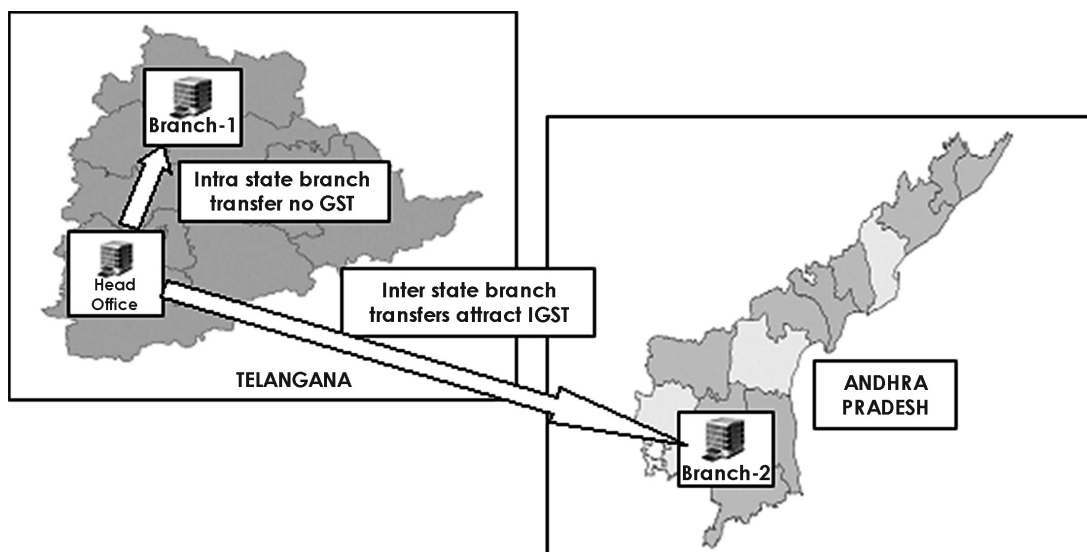 Branch-1
Intra state branch
transfer no GST
Head
Office
Inter state branch
transfers attract IGST
TELANGANA
ANDHRA
PRADESH
Branch-2